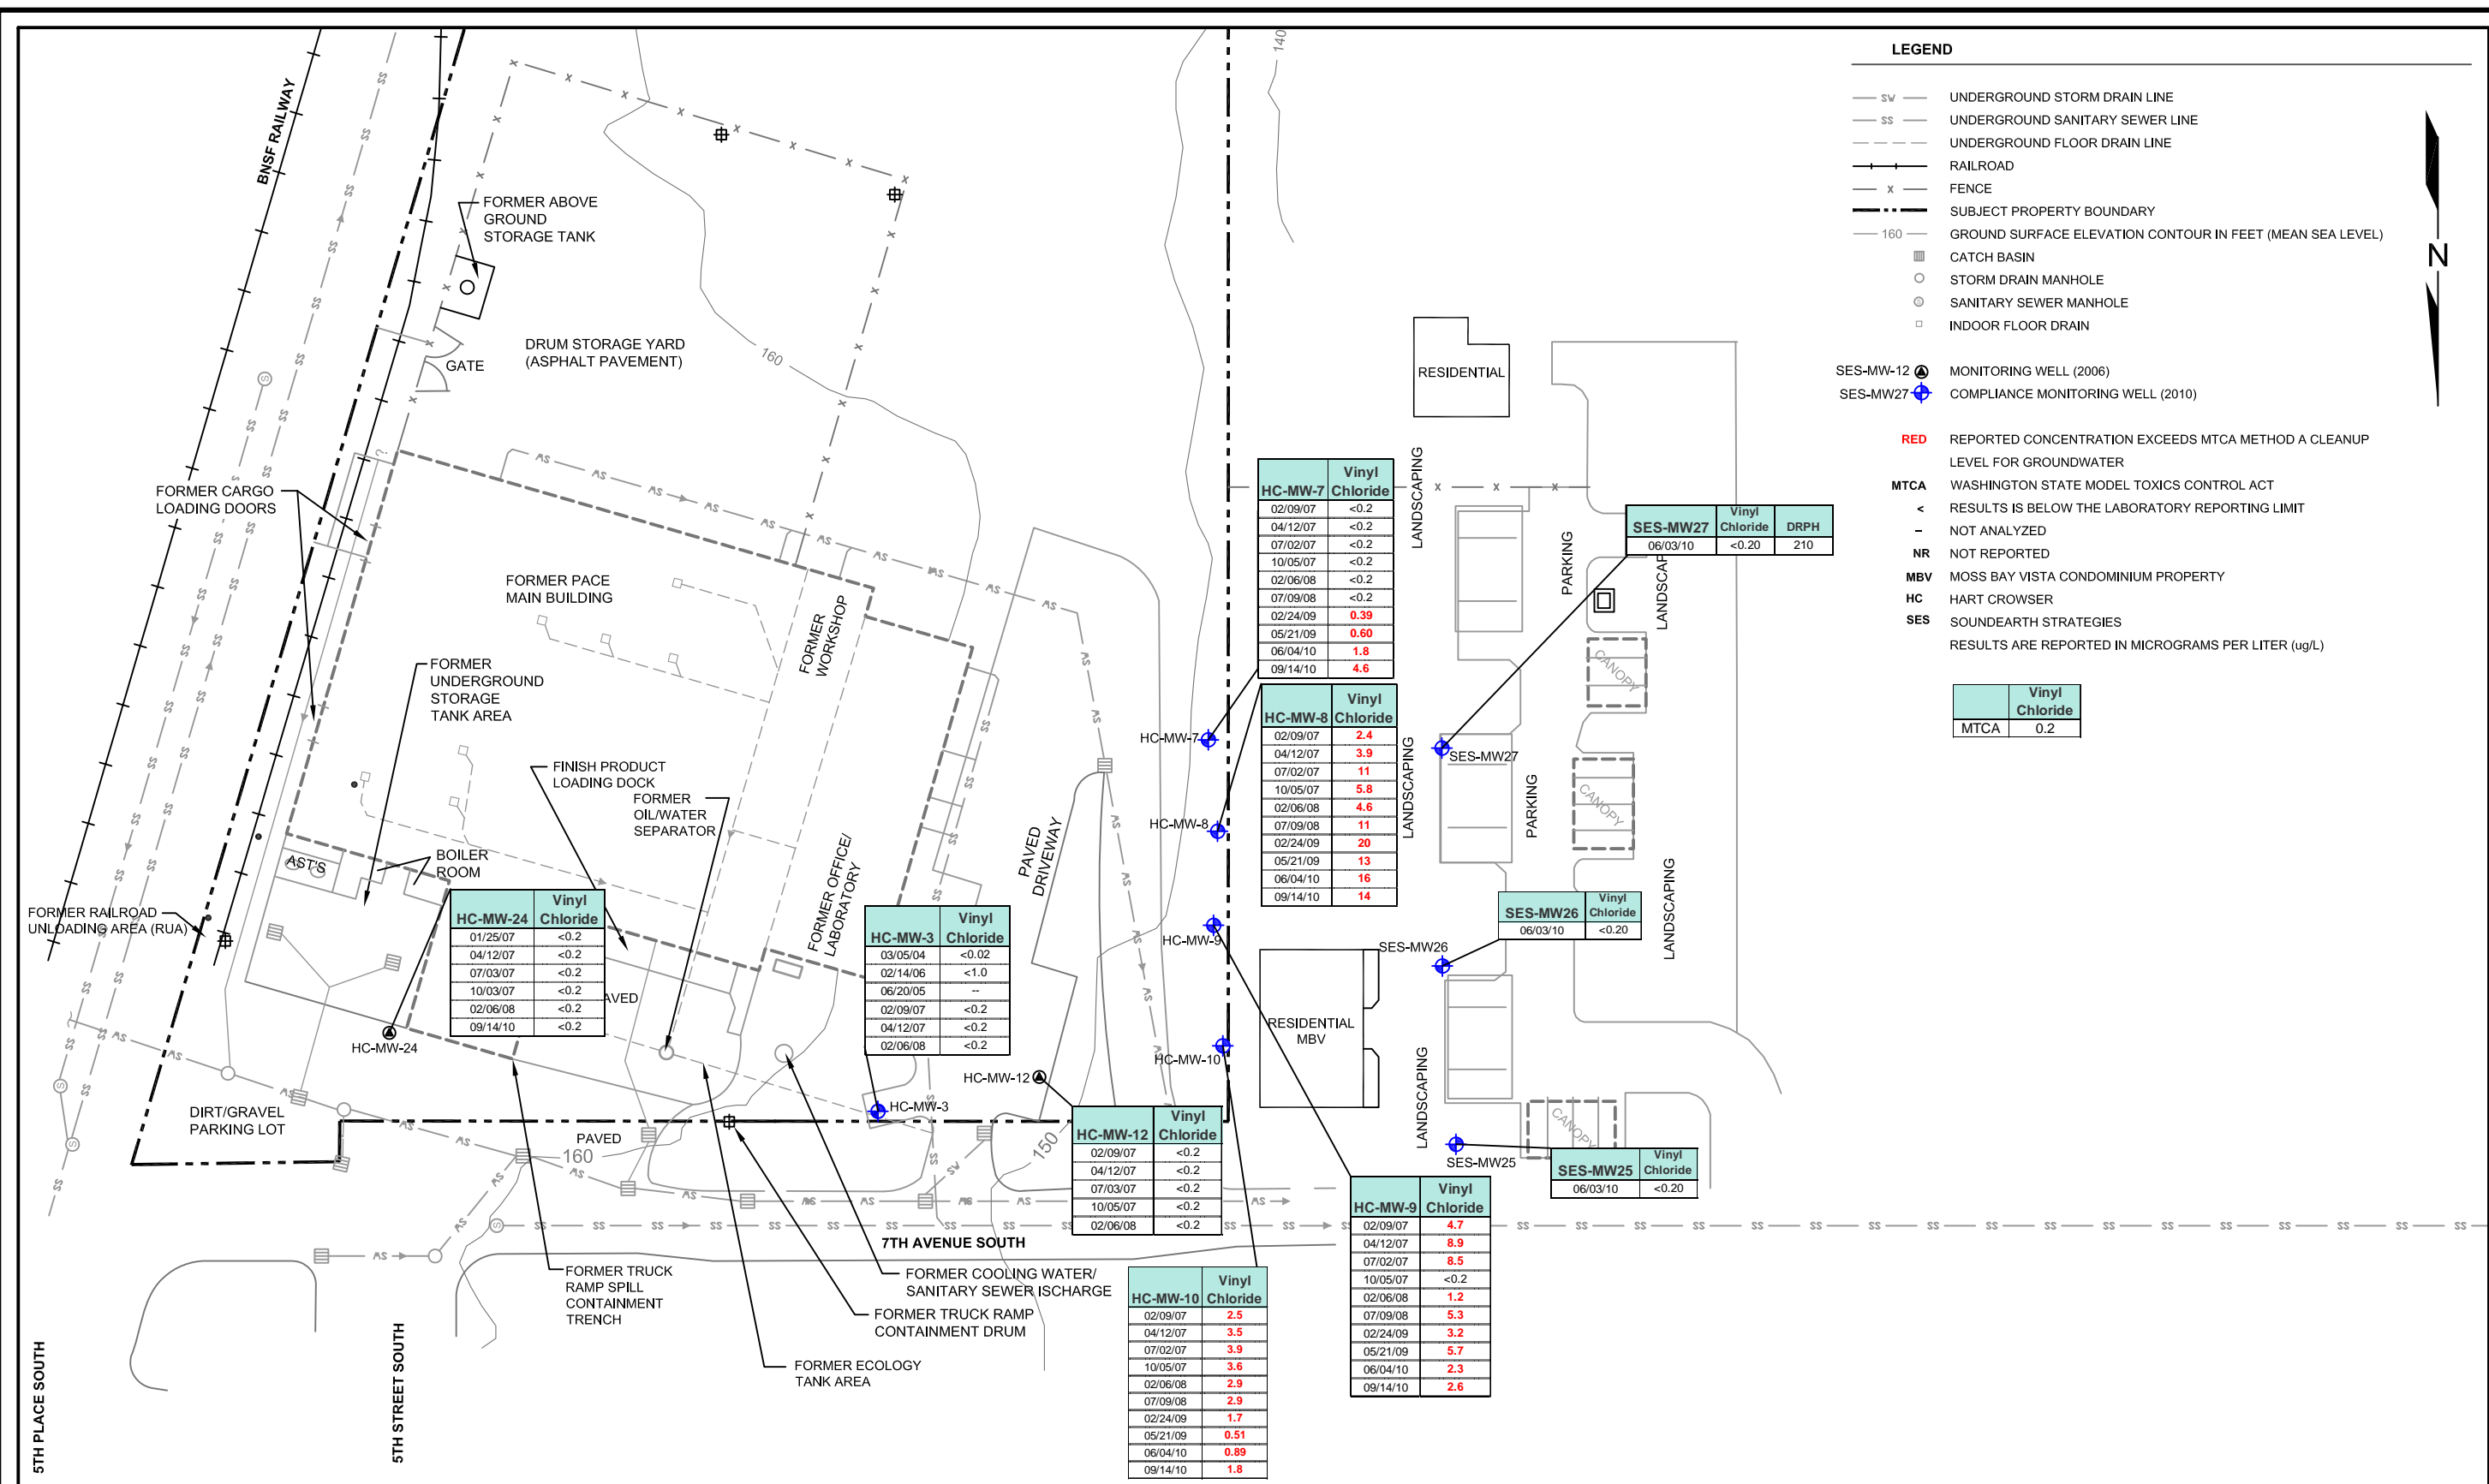 LEGEND
SW UNDERGROUND STORM DRAIN LINE
SS UNDERGROUND SANITARY SEWER LINE
UNDERGROUND FLOOR DRAIN LINE
RAILROAD
X FENCE
SUBJECT PROPERTY BOUNDARY
160 GROUND SURFACE ELEVATION CONTOUR IN FEET (MEAN SEA LEVEL)
CATCH BASIN
STORM DRAIN MANHOLE
S SANITARY SEWER MANHOLE
INDOOR FLOOR DRAIN
SES-MW-12 MONITORING WELL (2006)
SES-MW27 COMPLIANCE MONITORING WELL (2010)
RED REPORTED CONCENTRATION EXCEEDS MTCA METHOD A CLEANUP
LEVEL FOR GROUNDWATER
MTCA WASHINGTON STATE MODEL TOXICS CONTROL ACT
< RESULTS IS BELOW THE LABORATORY REPORTING LIMIT
– NOT ANALYZED
NR NOT REPORTED
MBV MOSS BAY VISTA CONDOMINIUM PROPERTY
HC HART CROWSER
SES SOUNDEARTH STRATEGIES
RESULTS ARE REPORTED IN MICROGRAMS PER LITER (ug/L)
Vinyl
Chloride
MTCA 0.2
N
BNSF RAILWAY
FORMER ABOVE
GROUND
STORAGE TANK
DRUM STORAGE YARD
(ASPHALT PAVEMENT)
GATE
160
140
FORMER CARGO
LOADING DOORS
?
FORMER PACE
MAIN BUILDING
FORMER
WORKSHOP
FORMER
UNDERGROUND
STORAGE
TANK AREA
FINISH PRODUCT
LOADING DOCK
FORMER
OIL/WATER
SEPARATOR
BOILER
ROOM
AST'S
FORMER OFFICE/
LABORATORY
PAVED
DRIVEWAY
FORMER RAILROAD
UNLOADING AREA (RUA)
HC-MW-24 Vinyl
Chloride
01/25/07 <0.2
04/12/07 <0.2
07/03/07 <0.2
10/03/07 <0.2
02/06/08 <0.2
09/14/10 <0.2
AVED
HC-MW-24
HC-MW-3 Vinyl
Chloride
03/05/04 <0.02
02/14/06 <1.0
06/20/05 --
02/09/07 <0.2
04/12/07 <0.2
02/06/08 <0.2
HC-MW-3
HC-MW-12
HC-MW-12 Vinyl
Chloride
02/09/07 <0.2
04/12/07 <0.2
07/03/07 <0.2
10/05/07 <0.2
02/06/08 <0.2
HC-MW-7 Vinyl
Chloride
02/09/07 <0.2
04/12/07 <0.2
07/02/07 <0.2
10/05/07 <0.2
02/06/08 <0.2
07/09/08 <0.2
02/24/09 0.39
05/21/09 0.60
06/04/10 1.8
09/14/10 4.6
HC-MW-7
HC-MW-8 Vinyl
Chloride
02/09/07 2.4
04/12/07 3.9
07/02/07 11
10/05/07 5.8
02/06/08 4.6
07/09/08 11
02/24/09 20
05/21/09 13
06/04/10 16
09/14/10 14
HC-MW-8
HC-MW-9
HC-MW-10
RESIDENTIAL
LANDSCAPING
SES-MW27 Vinyl
Chloride DRPH
06/03/10 <0.20 210
PARKING
LANDSCAP
CANOPY
SES-MW27
LANDSCAPING
PARKING
CANOPY
LANDSCAPING
SES-MW26 Vinyl
Chloride
06/03/10 <0.20
SES-MW26
RESIDENTIAL
MBV
LANDSCAPING
CANOPY
SES-MW25
SES-MW25 Vinyl
Chloride
06/03/10 <0.20
HC-MW-9 Vinyl
Chloride
02/09/07 4.7
04/12/07 8.9
07/02/07 8.5
10/05/07 <0.2
02/06/08 1.2
07/09/08 5.3
02/24/09 3.2
05/21/09 5.7
06/04/10 2.3
09/14/10 2.6
HC-MW-10 Vinyl
Chloride
02/09/07 2.5
04/12/07 3.5
07/02/07 3.9
10/05/07 3.6
02/06/08 2.9
07/09/08 2.9
02/24/09 1.7
05/21/09 0.51
06/04/10 0.89
09/14/10 1.8
DIRT/GRAVEL
PARKING LOT
PAVED
160
150
7TH AVENUE SOUTH
FORMER TRUCK
RAMP SPILL
CONTAINMENT
TRENCH
FORMER COOLING WATER/
SANITARY SEWER ISCHARGE
FORMER TRUCK RAMP
CONTAINMENT DRUM
FORMER ECOLOGY
TANK AREA
5TH PLACE SOUTH
5TH STREET SOUTH